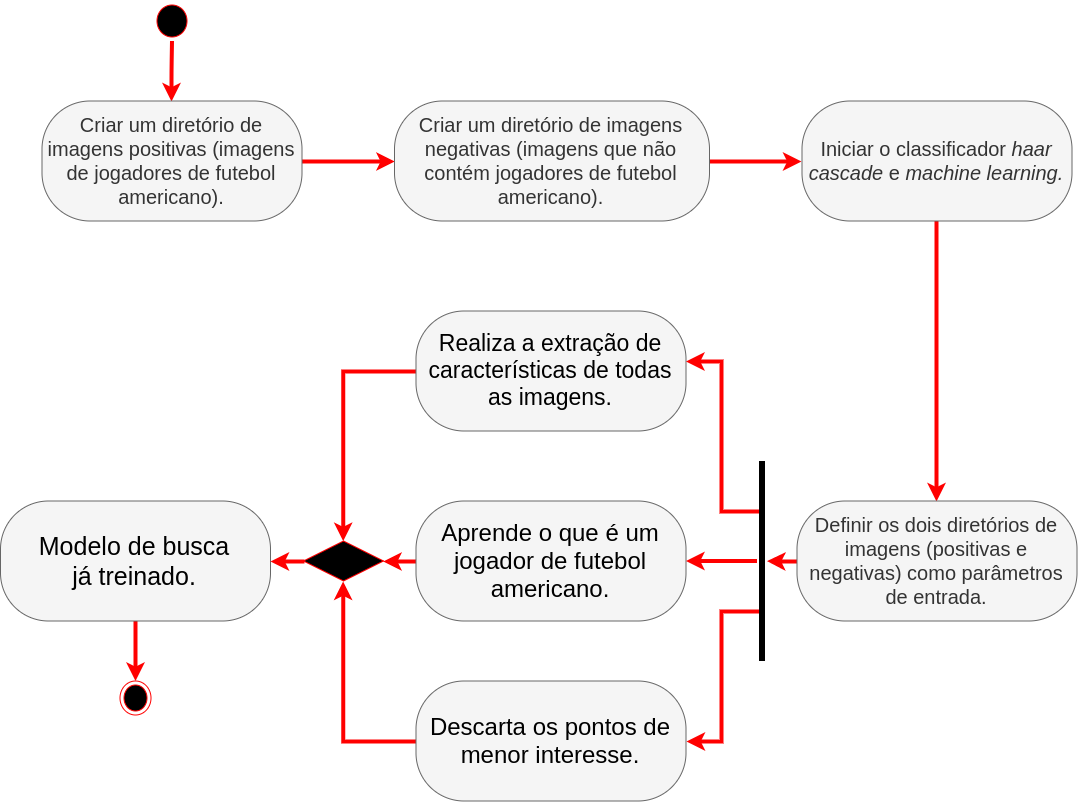 Criar um diretório de
imagens positivas (imagens
de jogadores de futebol
americano).
Criar um diretório de imagens
negativas (imagens que não
contém jogadores de futebol
americano).
Iniciar o classificador haar
cascade e machine learning.
Realiza a extração de
características de todas
as imagens.
Modelo de busca
já treinado.
Aprende o que é um
jogador de futebol
americano.
Definir os dois diretórios de
imagens (positivas e
negativas) como parâmetros
de entrada.
Descarta os pontos de
menor interesse.